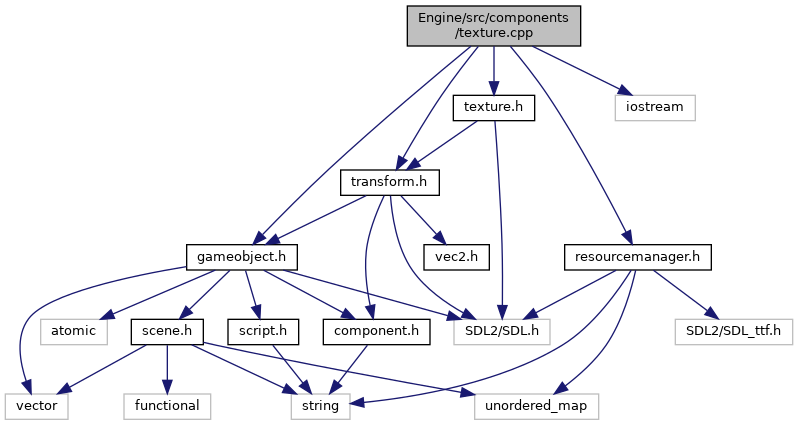 Engine/src/components
/texture.cpp
texture.h
iostream
transform.h
gameobject.h
vec2.h
resourcemanager.h
atomic
scene.h
script.h
component.h
SDL2/SDL.h
SDL2/SDL_ttf.h
vector
functional
string
unordered_map